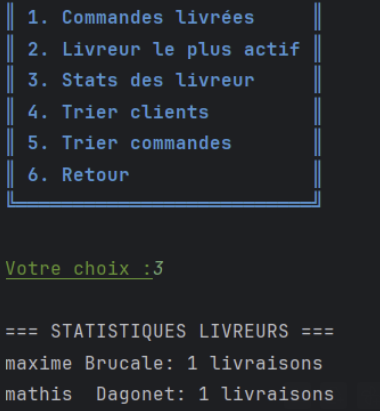 1. Commandes livrées
2. Livreur le plus actif
3. Stats des livreur
4. Trier clients
5. Trier commandes
6. Retour
Votre choix :3
=== STATISTIQUES LIVREURS ===
maxime Brucale: 1 livraisons
mathis  Dagonet: 1 livraisons